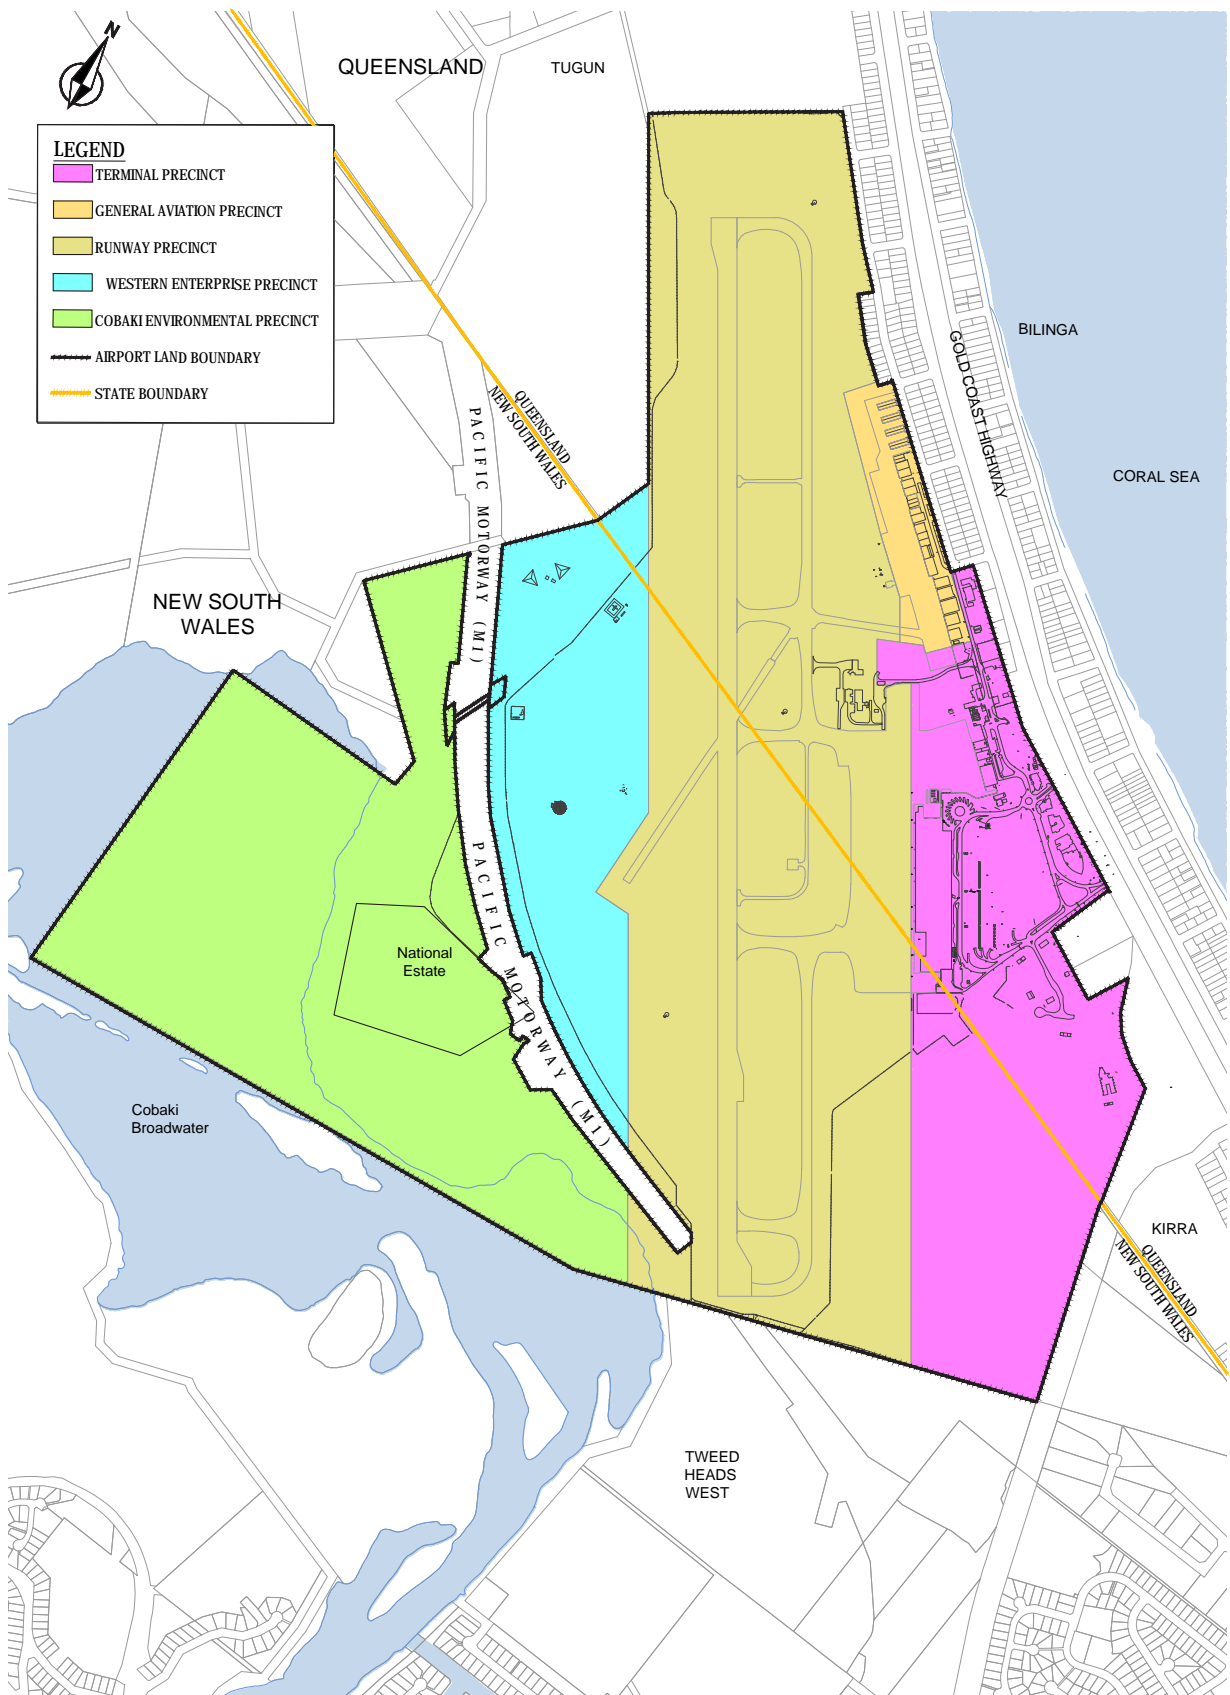 N
QUEENSLAND
TUGUN
LEGEND
TERMINAL PRECINCT
GENERAL AVIATION PRECINCT
RUNWAY PRECINCT
WESTERN ENTERPRISE PRECINCT
COBAKI ENVIRONMENTAL PRECINCT
AIRPORT LAND BOUNDARY
STATE BOUNDARY
BILINGA
GOLD COAST HIGHWAY
CORAL SEA
QUEENSLAND
NEW SOUTH WALES
PACIFIC MOTORWAY (M1)
NEW SOUTH
WALES
PACIFIC MOTORWAY (M1)
National
Estate
Cobaki
Broadwater
KIRRA
QUEENSLAND
NEW SOUTH WALES
TWEED
HEADS
WEST